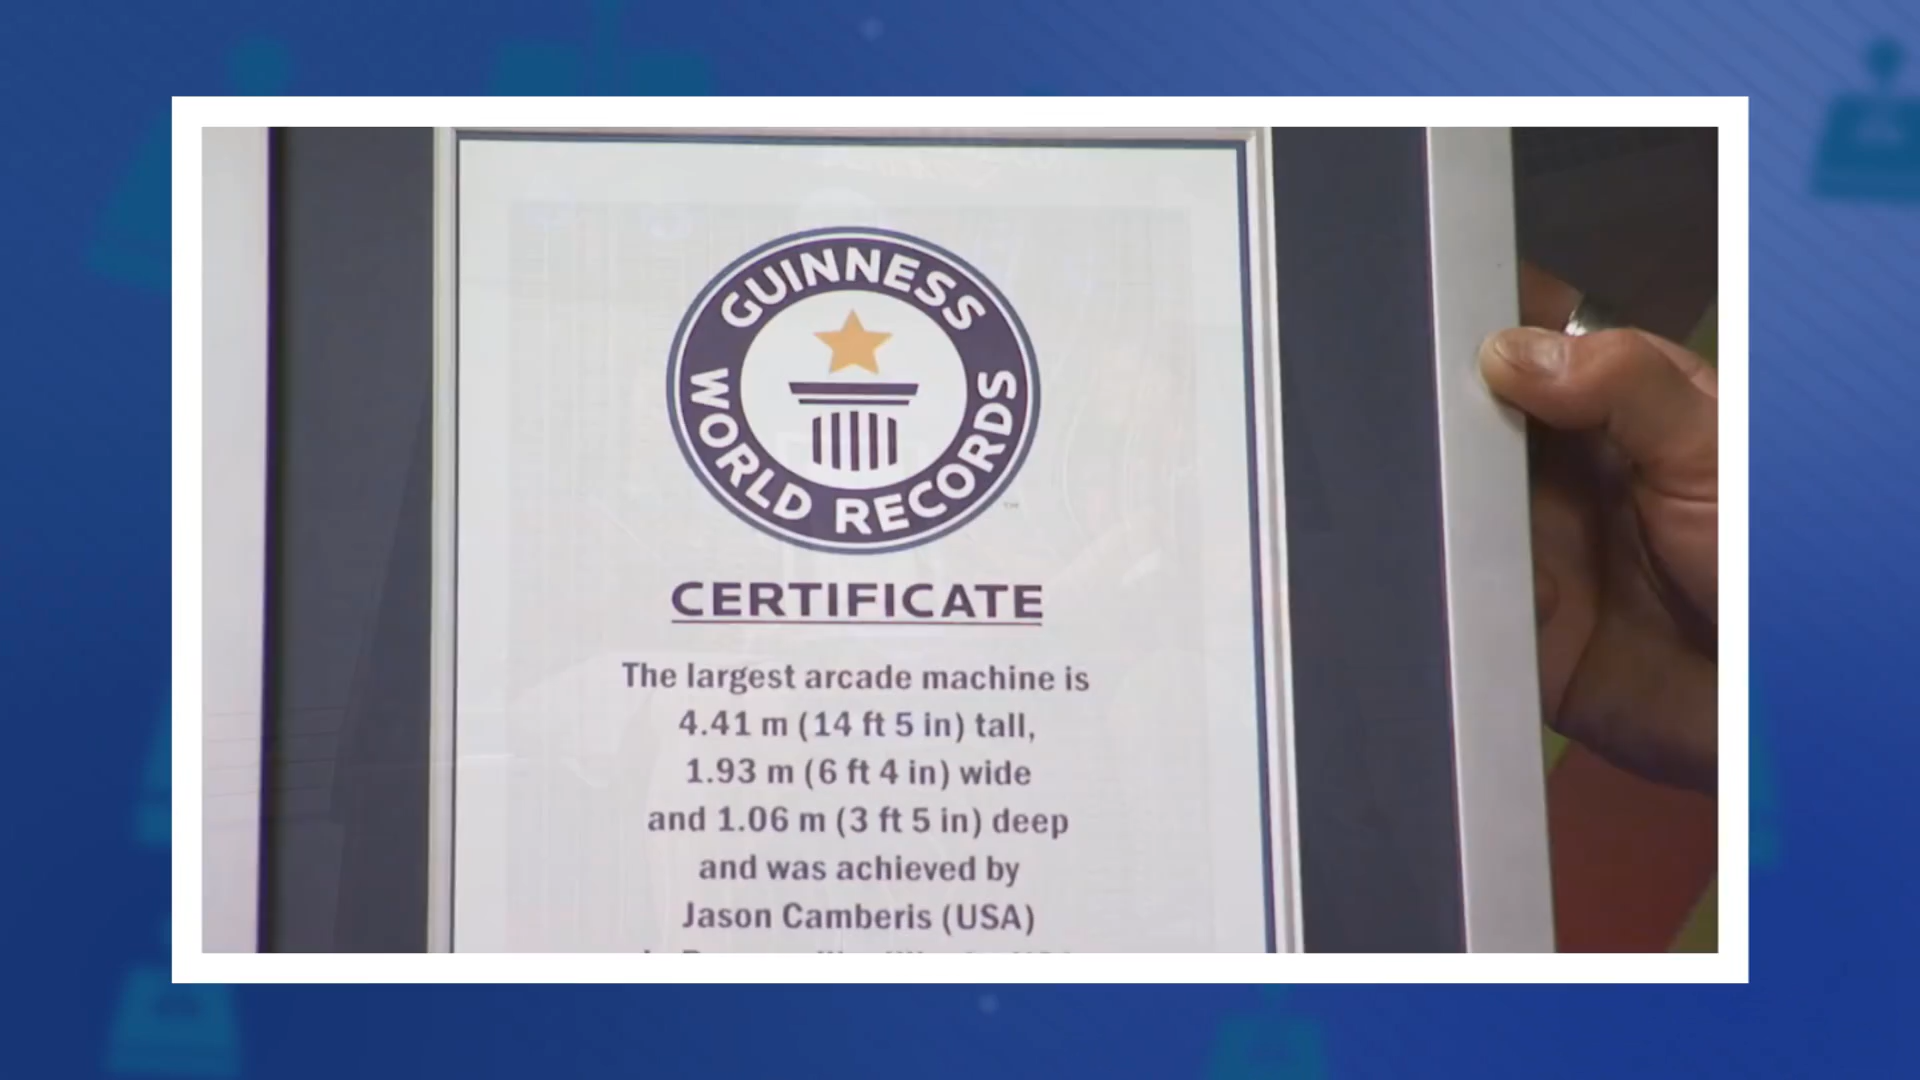 GUINNESS
WORLD RECORDS
TM
CERTIFICATE
The largest arcade machine is
4.41 m (14 ft 5 in) tall,
1.93 m (6 ft 4 in) wide
and 1.06 m (3 ft 5 in) deep
and was achieved by
Jason Camberis (USA)